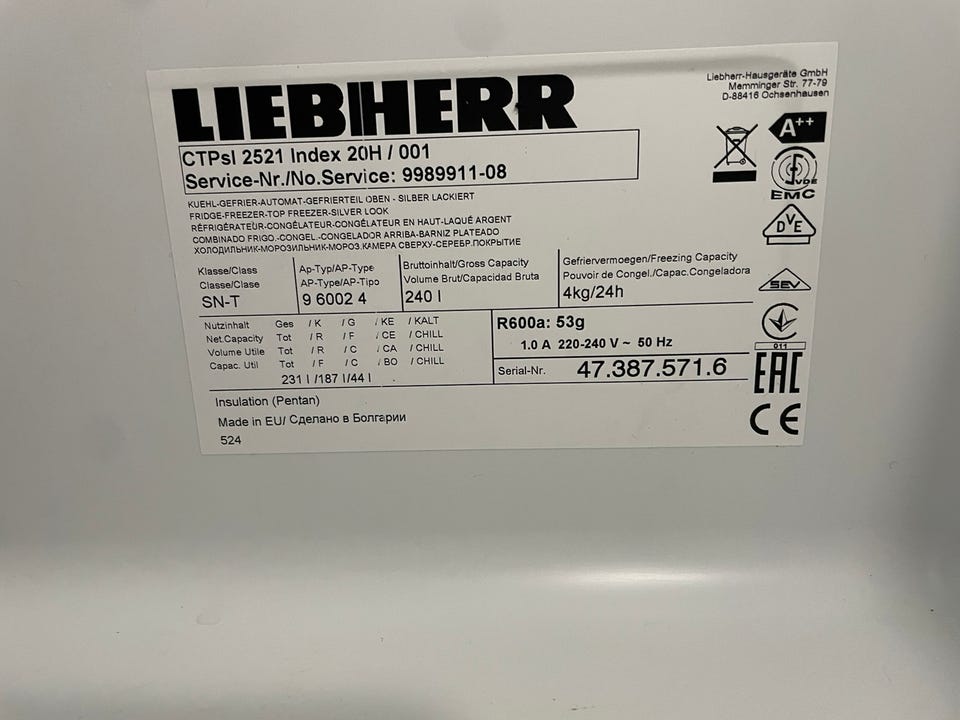 LIEBHERR
Liebherr-Hausgeräte GmbH
Memminger Str. 77-79
D-88416 Ochsenhausen
CTPsl 2521 Index 20H / 001
Service-Nr./No.Service: 9989911-08
A++
VDE
EMC
DVE
SEV
011
EAC
CE
KUEHL-GEFRIER-AUTOMAT-GEFRIERTEIL OBEN - SILBER LACKIERT
FRIDGE-FREEZER-TOP FREEZER-SILVER LOOK
RÉFRIGÉRATEUR-CONGÉLATEUR-CONGÉLATEUR EN HAUT-LAQUÉ ARGENT
COMBINADO FRIGO.-CONGEL.-CONGELADOR ARRIBA-BARNIZ PLATEADO
ХОЛОДИЛЬНИК-МОРОЗИЛЬНИК-МОРОЗ.КАМЕРА СВЕРХУ-СЕРЕБР.ПОКРЫТИЕ
Klasse/Class
Classe/Clase
SN-T
Ap-Typ/AP-Type
AP-Type/AP-Tipo
9 6002 4
Bruttoinhalt/Gross Capacity
Volume Brut/Capacidad Bruta
240 l
Gefriervermoegen/Freezing Capacity
Pouvoir de Congel./Capac.Congeladora
4kg/24h
Nutzinhalt Ges / K / G / KE / KALT
Net.Capacity Tot / R / F / CE / CHILL
Volume Utile Tot / R / C / CA / CHILL
Capac. Util Tot / F / C / BO / CHILL
231 l /187 l/44 l
R600a: 53g
1.0 A 220-240 V ~ 50 Hz
Serial-Nr. 47.387.571.6
Insulation (Pentan)
Made in EU/ Сделано в Болгарии
524